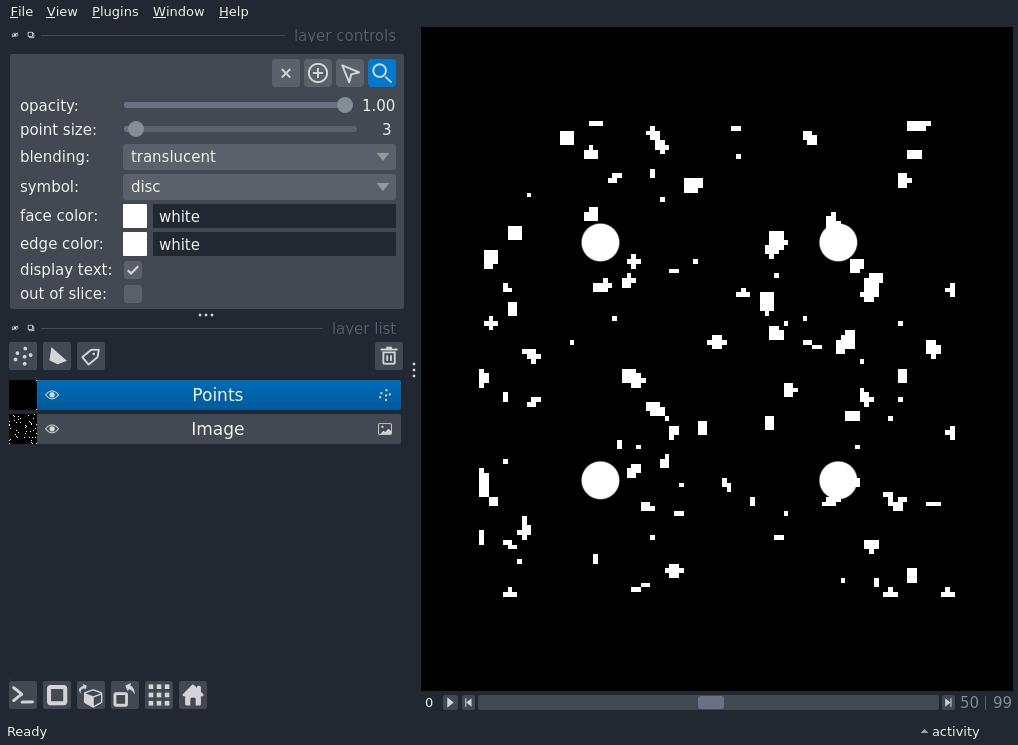 File View Plugins Window Help
layer controls
opacity: 1.00
point size: 3
blending: translucent
symbol: disc
face color: white
edge color: white
display text:
out of slice:
layer list
Points
Image
0 50 | 99
Ready activity